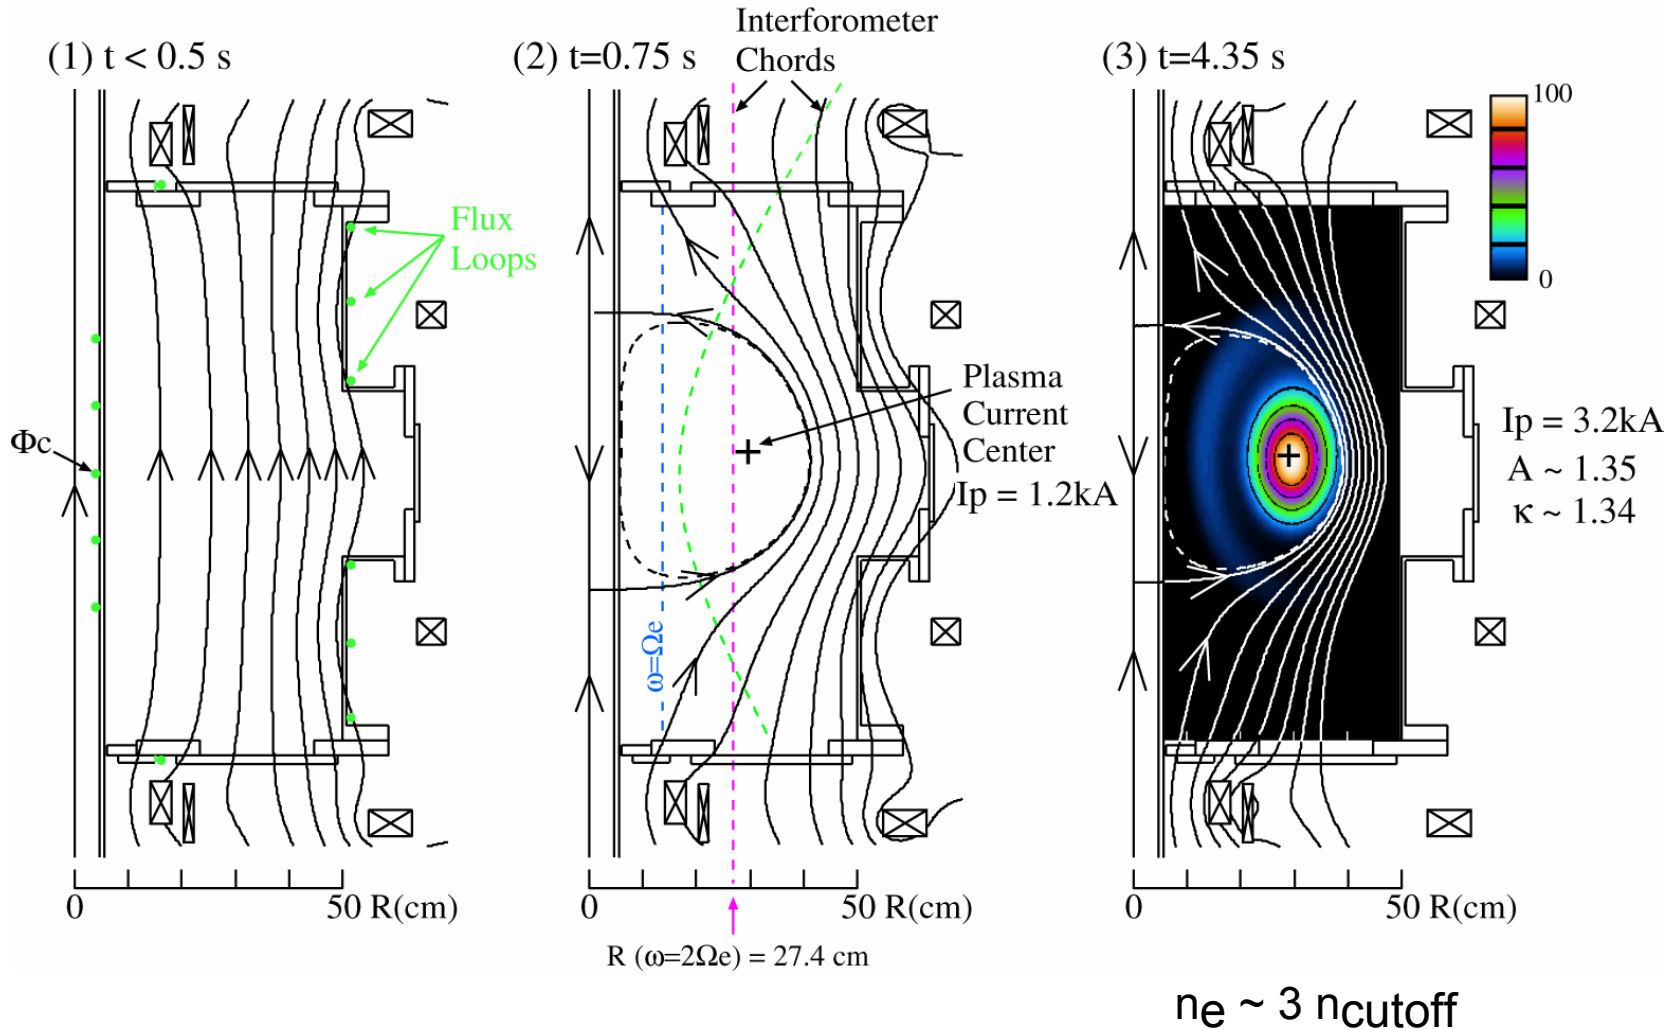 Interforometer
Chords
(1) t < 0.5 s
(2) t=0.75 s
(3) t=4.35 s
100
0
Flux
Loops
Φc
Plasma
Current
Center
Ip = 1.2kA
Ip = 3.2kA
A ~ 1.35
κ ~ 1.34
ω=Ωe
0
50 R(cm)
0
50 R(cm)
0
50 R(cm)
R (ω=2Ωe) = 27.4 cm
ne ~ 3 ncutoff